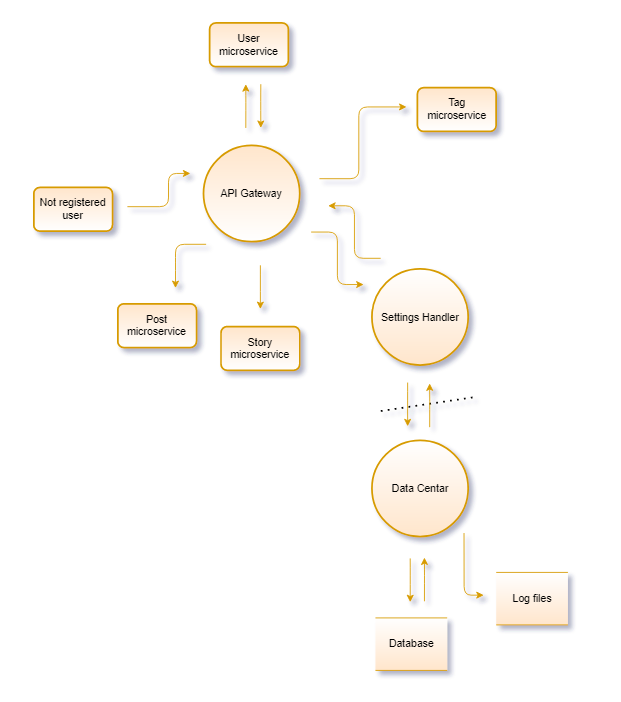 User
microservice
Tag
microservice
API Gateway
Not registered
user
Post
microservice
Story
microservice
Settings Handler
Data Centar
Log files
Database